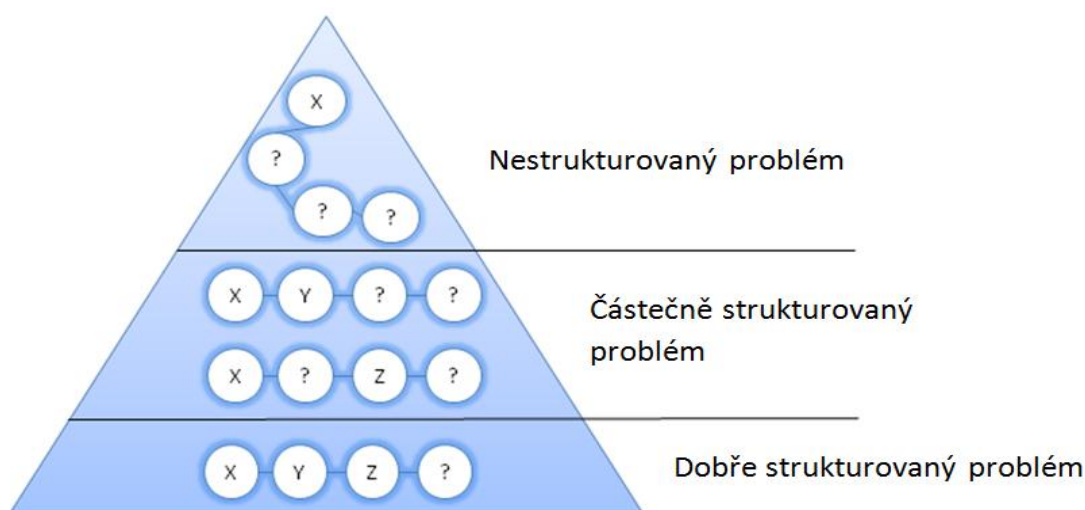 X
?
? ?
Nestrukturovaný problém
X Y ? ?
X ? Z ?
Částečně strukturovaný
problém
X Y Z ?
Dobře strukturovaný problém